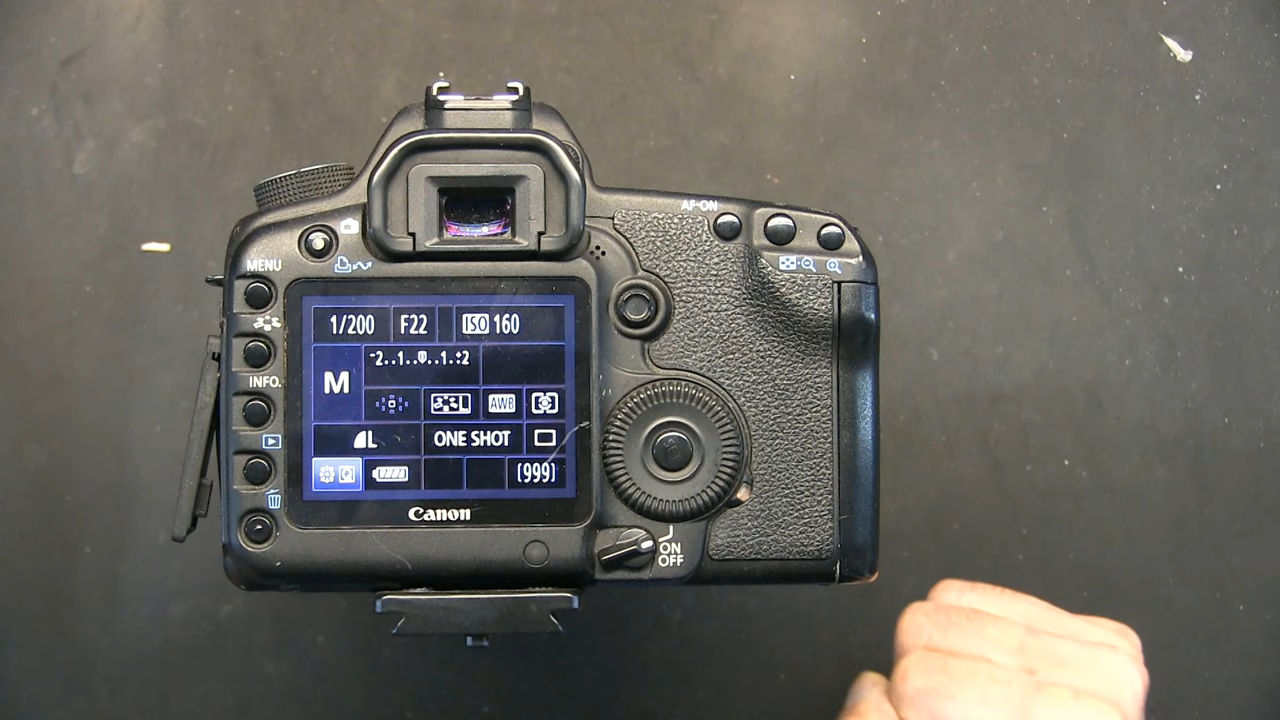 AF-ON
MENU
1/200 F22 ISO 160
-2..1..0..1.:2
M
INFO.
L AWB
L ONE SHOT
Q [999]
Canon
ON
OFF